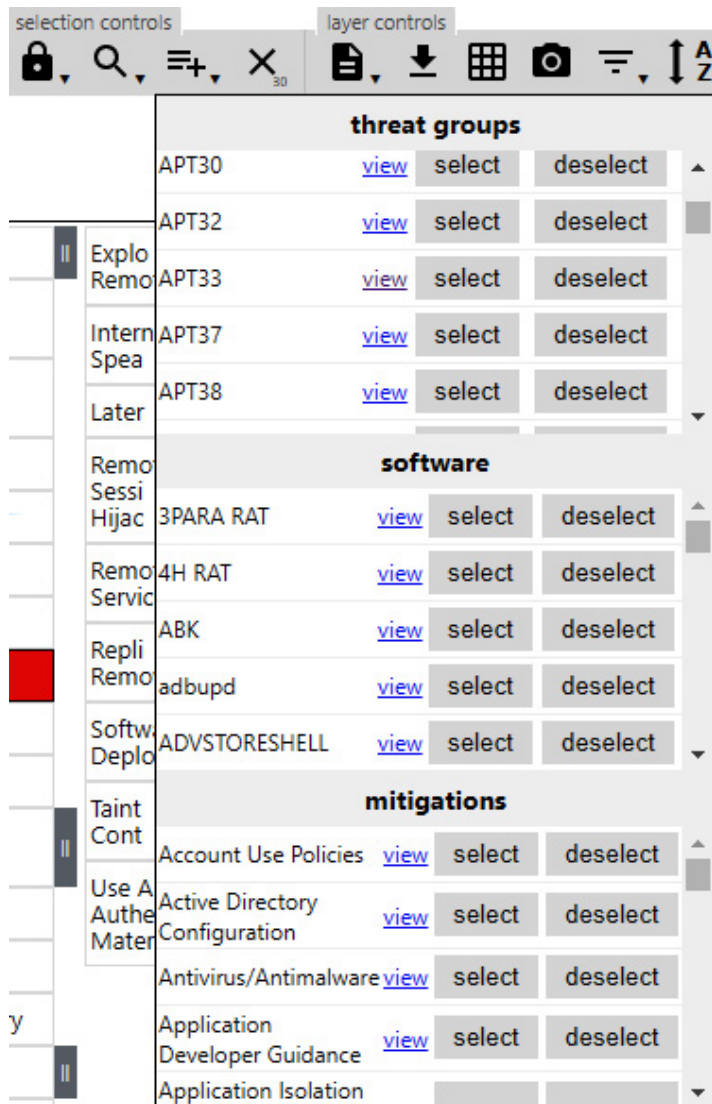 selection controls
layer controls
30
A
Z
threat groups
APT30 view select deselect
APT32 view select deselect
APT33 view select deselect
APT37 view select deselect
APT38 view select deselect
software
3PARA RAT view select deselect
4H RAT view select deselect
ABK view select deselect
adbupd view select deselect
ADVSTORESHELL view select deselect
mitigations
Account Use Policies view select deselect
Active Directory
Configuration view select deselect
Antivirus/Antimalware view select deselect
Application
Developer Guidance view select deselect
Application Isolation
Explo
Remo
Intern
Spea
Later
Remo
Sessi
Hijac
Remo
Servic
Repli
Remo
Softw
Deplo
Taint
Cont
Use A
Authe
Mater
ry